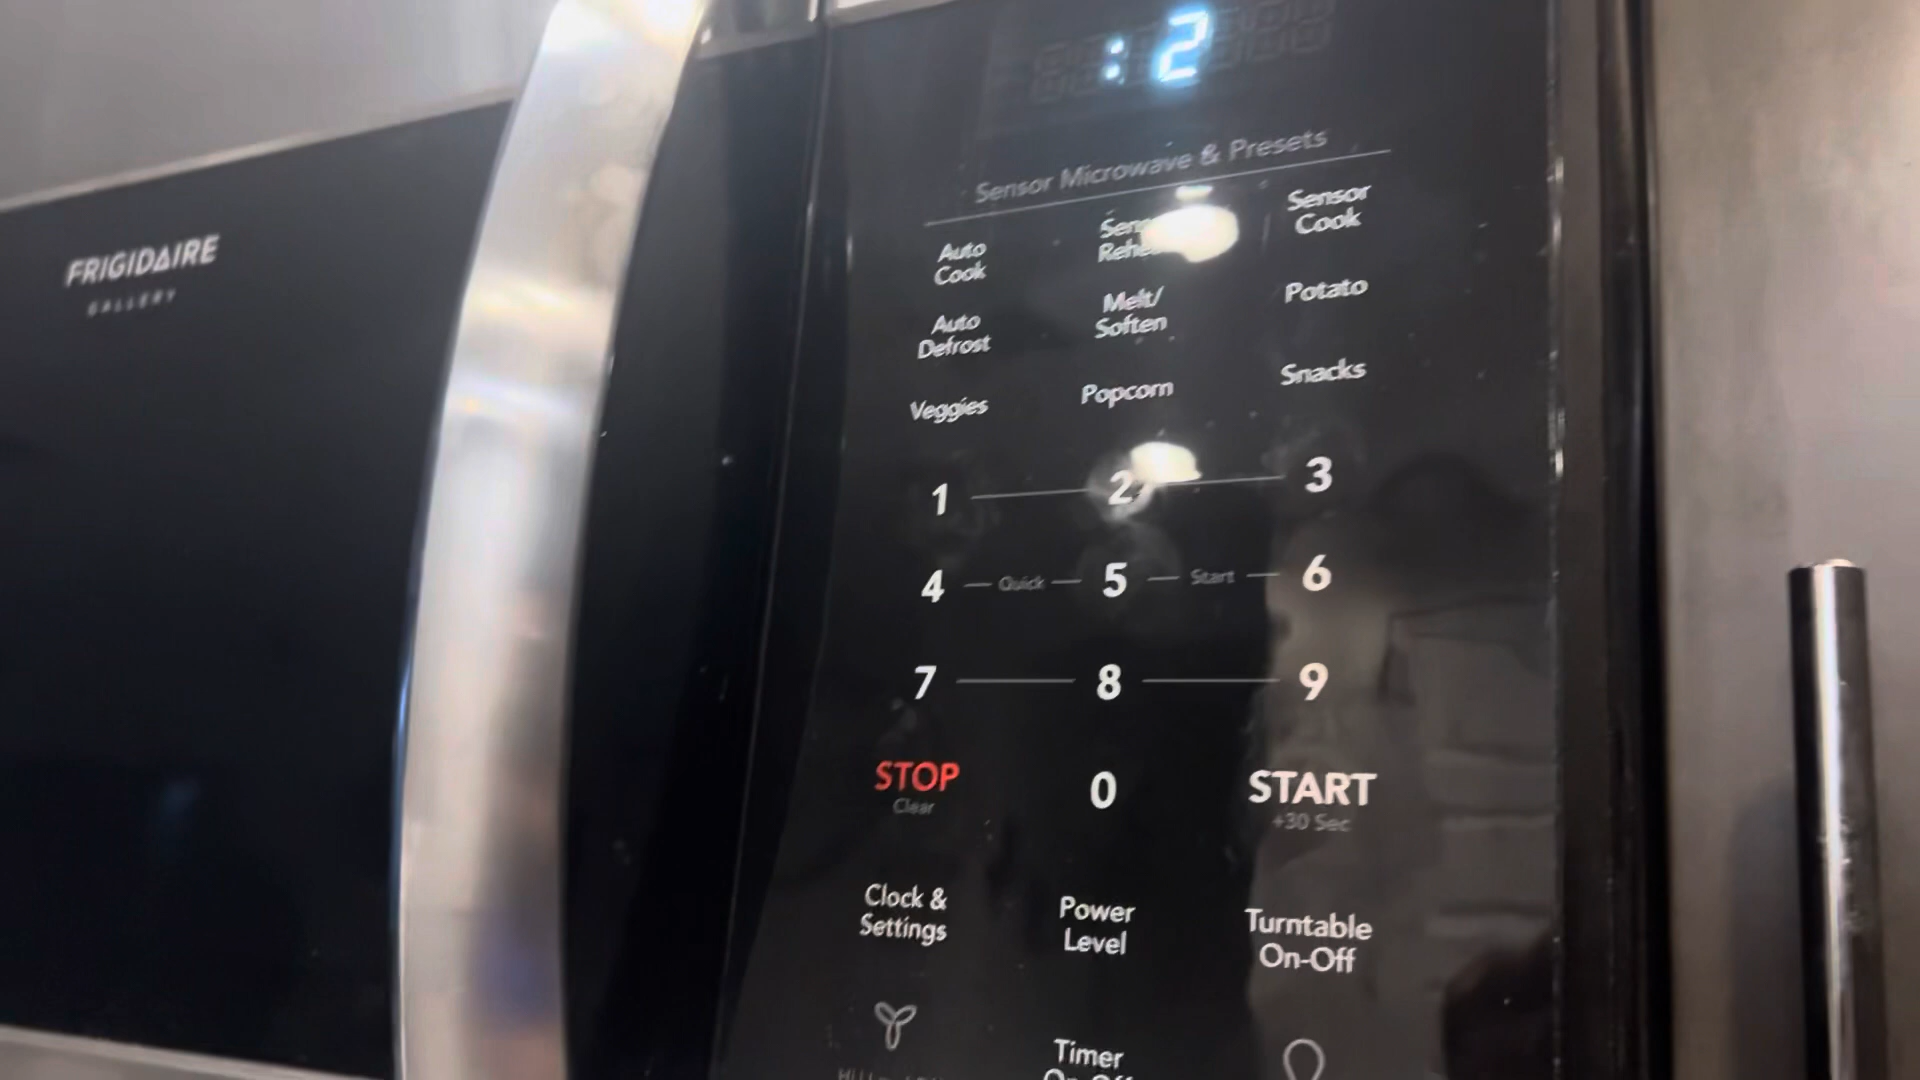 FRIGIDAIRE
GALLERY
:2
Sensor Microwave & Presets
Auto
Cook
Sensor
Cook
Auto
Defrost
Melt/
Soften
Potato
Veggies
Popcorn
Snacks
1 2 3
4 Quick 5 Start 6
7 8 9
STOP
Clear
0
START
+30 Sec
Clock &
Settings
Power
Level
Turntable
On-Off
Timer